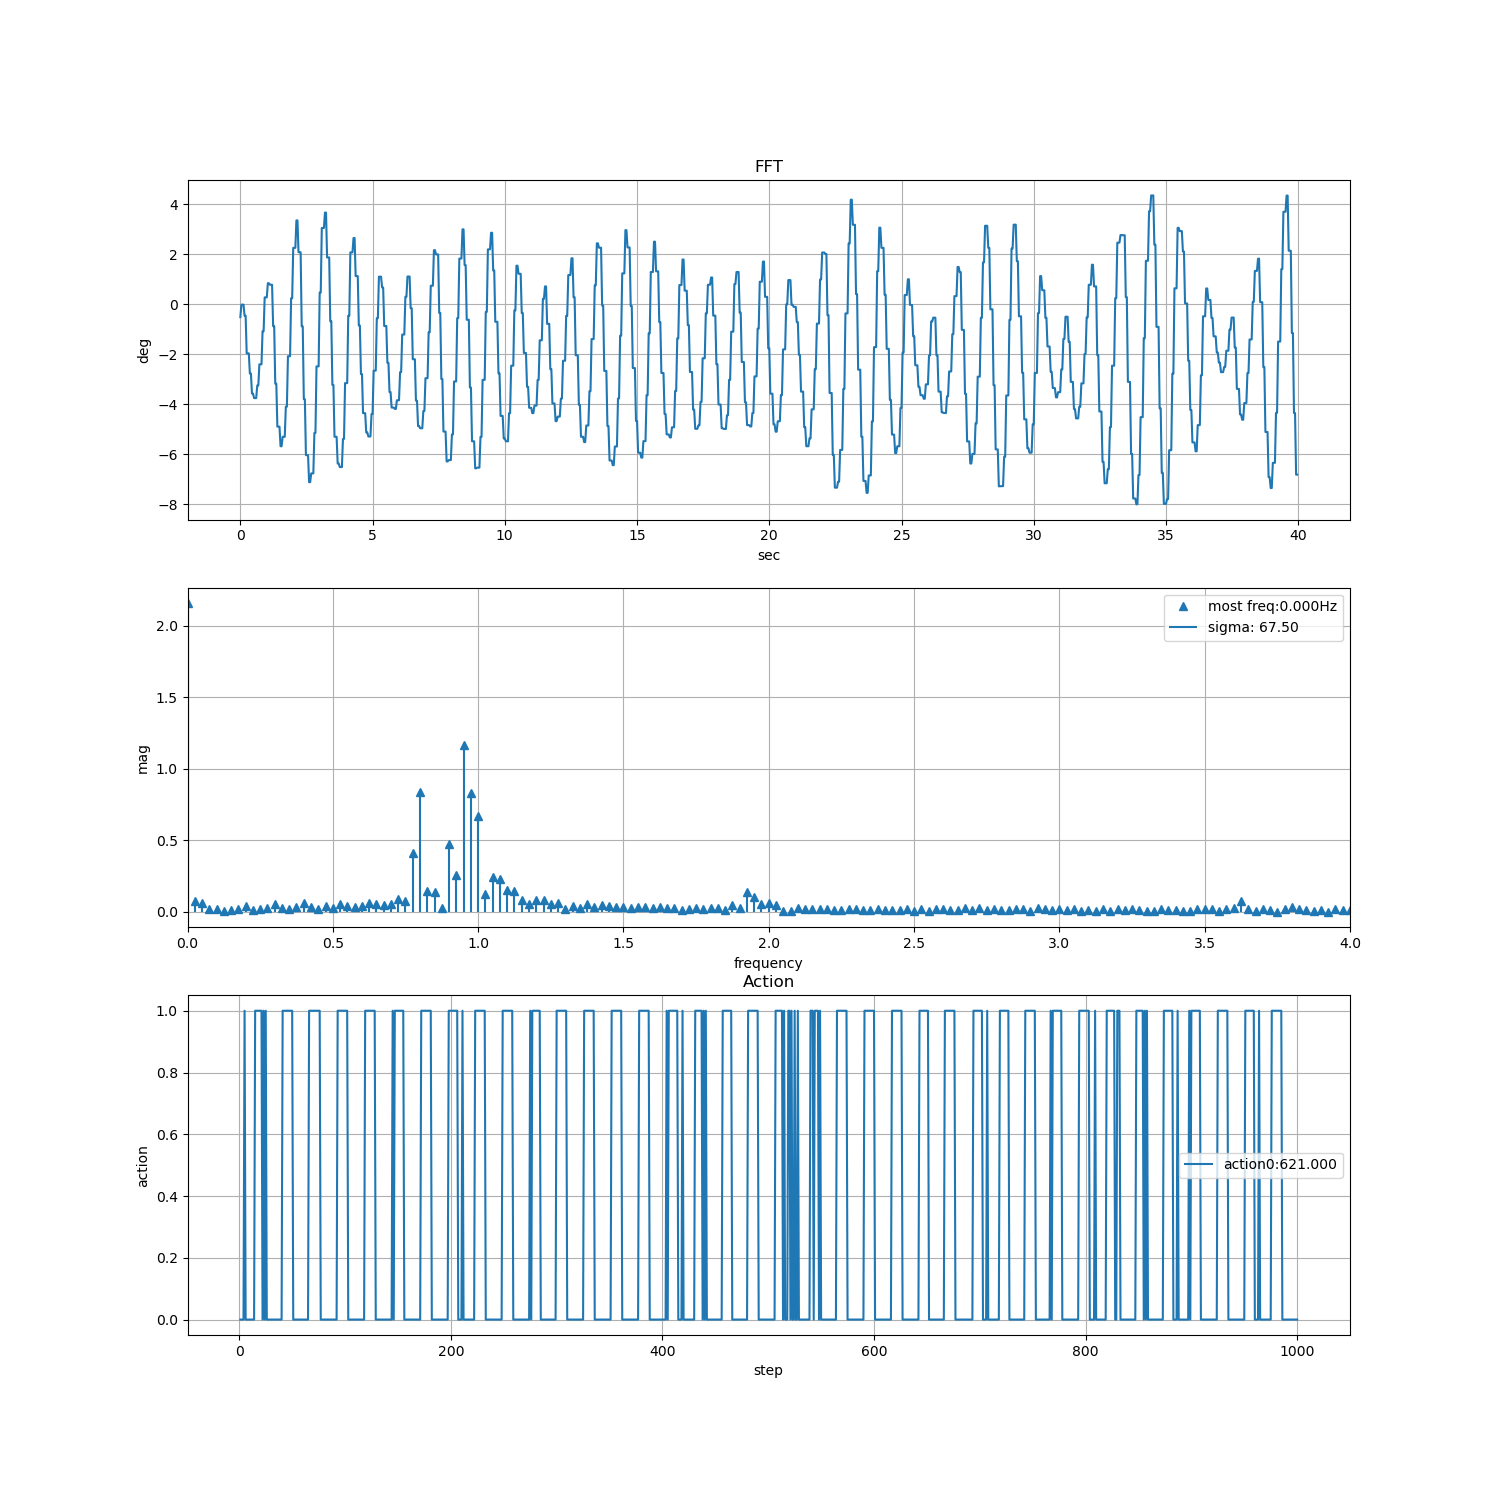 FFT
4
2
0
−2
−4
−6
−8
deg
0 5 10 15 20 25 30 35 40
sec
most freq:0.000Hz
sigma: 67.50
2.0
1.5
1.0
0.5
0.0
mag
0.0 0.5 1.0 1.5 2.0 2.5 3.0 3.5 4.0
frequency
Action
1.0
0.8
0.6
0.4
0.2
0.0
action
action0:621.000
0 200 400 600 800 1000
step